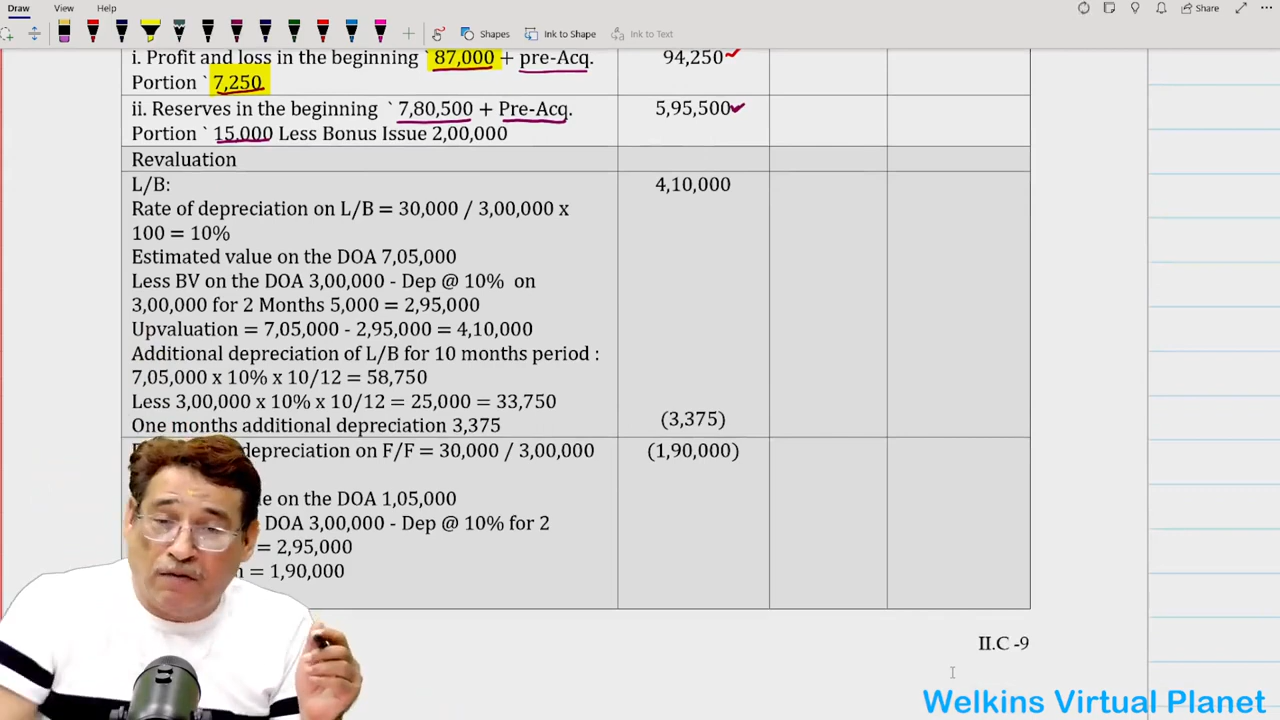 Draw View Help
Share
Shapes Ink to Shape Ink to Text
i. Profit and loss in the beginning ` 87,000 + pre-Acq. 94,250
Portion ` 7,250
ii. Reserves in the beginning ` 7,80,500 + Pre-Acq. 5,95,500
Portion ` 15,000 Less Bonus Issue 2,00,000
Revaluation
L/B: 4,10,000
Rate of depreciation on L/B = 30,000 / 3,00,000 x
100 = 10%
Estimated value on the DOA 7,05,000
Less BV on the DOA 3,00,000 - Dep @ 10% on
3,00,000 for 2 Months 5,000 = 2,95,000
Upvaluation = 7,05,000 - 2,95,000 = 4,10,000
Additional depreciation of L/B for 10 months period :
7,05,000 x 10% x 10/12 = 58,750
Less 3,00,000 x 10% x 10/12 = 25,000 = 33,750
One months additional depreciation 3,375 (3,375)
depreciation on F/F = 30,000 / 3,00,000 (1,90,000)
on the DOA 1,05,000
DOA 3,00,000 - Dep @ 10% for 2
= 2,95,000
= 1,90,000
II.C -9
Welkins Virtual Planet